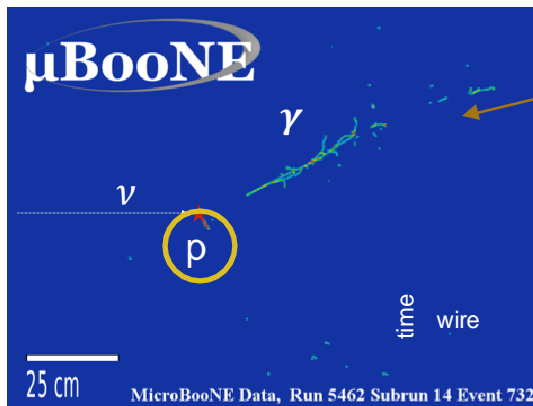 µBooNE
γ
ν
p
time
wire
25 cm
MicroBooNE Data, Run 5462 Subrun 14 Event 732